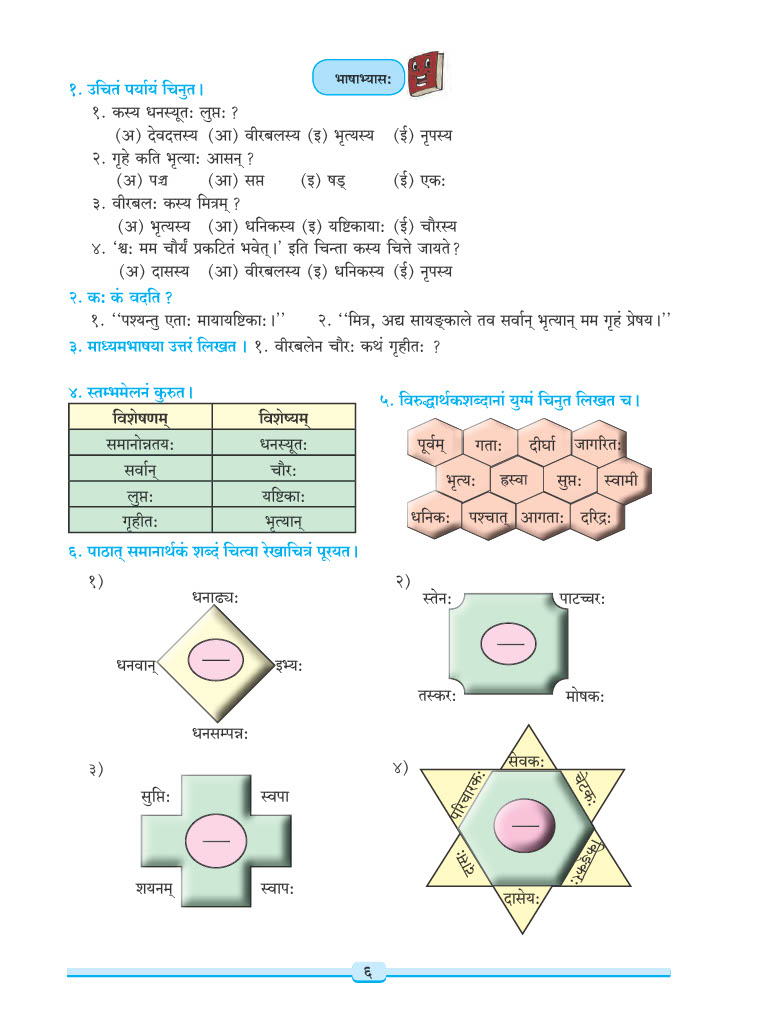 भाषाभ्यासः
१. उचितं पर्यायं चिनुत।
१. कस्य धनस्यूतः लुप्तः ?
(अ) देवदत्तस्य (आ) वीरबलस्य (इ) भृत्यस्य (ई) नृपस्य
२. गृहे कति भृत्याः आसन् ?
(अ) पञ्च (आ) सप्त (इ) षड् (ई) एकः
३. वीरबलः कस्य मित्रम् ?
(अ) भृत्यस्य (आ) धनिकस्य (इ) यष्टिकायाः (ई) चौरस्य
४. ‘श्वः मम चौर्यं प्रकटितं भवेत्।’ इति चिन्ता कस्य चित्ते जायते?
(अ) दासस्य (आ) वीरबलस्य (इ) धनिकस्य (ई) नृपस्य
२. कः कं वदति ?
१. ‘‘पश्यन्तु एताः मायायष्टिकाः।’’ २. ‘‘मित्र, अद्य सायङ्काले तव सर्वान् भृत्यान् मम गृहं प्रेषय।’’
३. माध्यमभाषया उत्तरं लिखत। १. वीरबलेन चौरः कथं गृहीतः ?
४. स्तम्भमेलनं कुरुत।
विशेषणम् विशेष्यम्
समानोन्नतयः धनस्यूतः
सर्वान् चौरः
लुप्तः यष्टिकाः
गृहीतः भृत्यान्
५. विरुद्धार्थकशब्दानां युग्मं चिनुत लिखत च।
पूर्वम् गताः दीर्घा जागरितः
भृत्यः ह्रस्वा सुप्तः स्वामी
धनिकः पश्चात् आगताः दरिद्रः
६. पाठात् समानार्थकं शब्दं चित्वा रेखाचित्रं पूरयत।
१)
धनाढ्यः
धनवान् इभ्यः
धनसम्पन्नः
२)
स्तेनः पाटच्चरः
तस्करः मोषकः
३)
सुप्तिः स्वपा
शयनम् स्वापः
४)
सेवकः
परिचारकः चेटकः
दासः किङ्करः
दासेयः
६